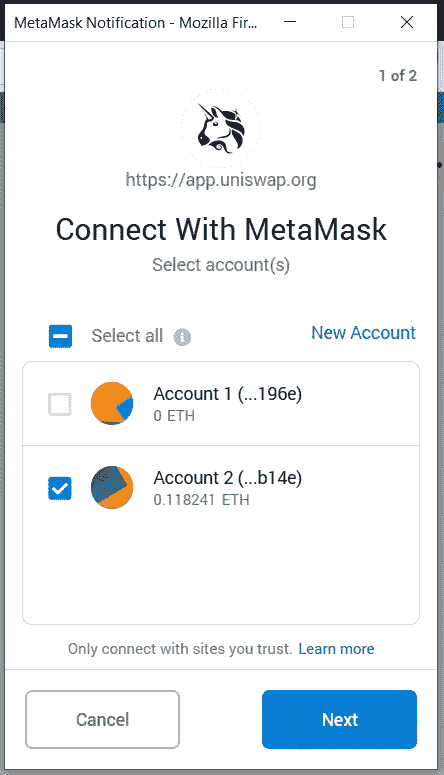 MetaMask Notification - Mozilla Fir...
1 of 2
https://app.uniswap.org
Connect With MetaMask
Select account(s)
Select all
New Account
Account 1 (...196e)
0 ETH
Account 2 (...b14e)
0.118241 ETH
Only connect with sites you trust. Learn more
Cancel
Next